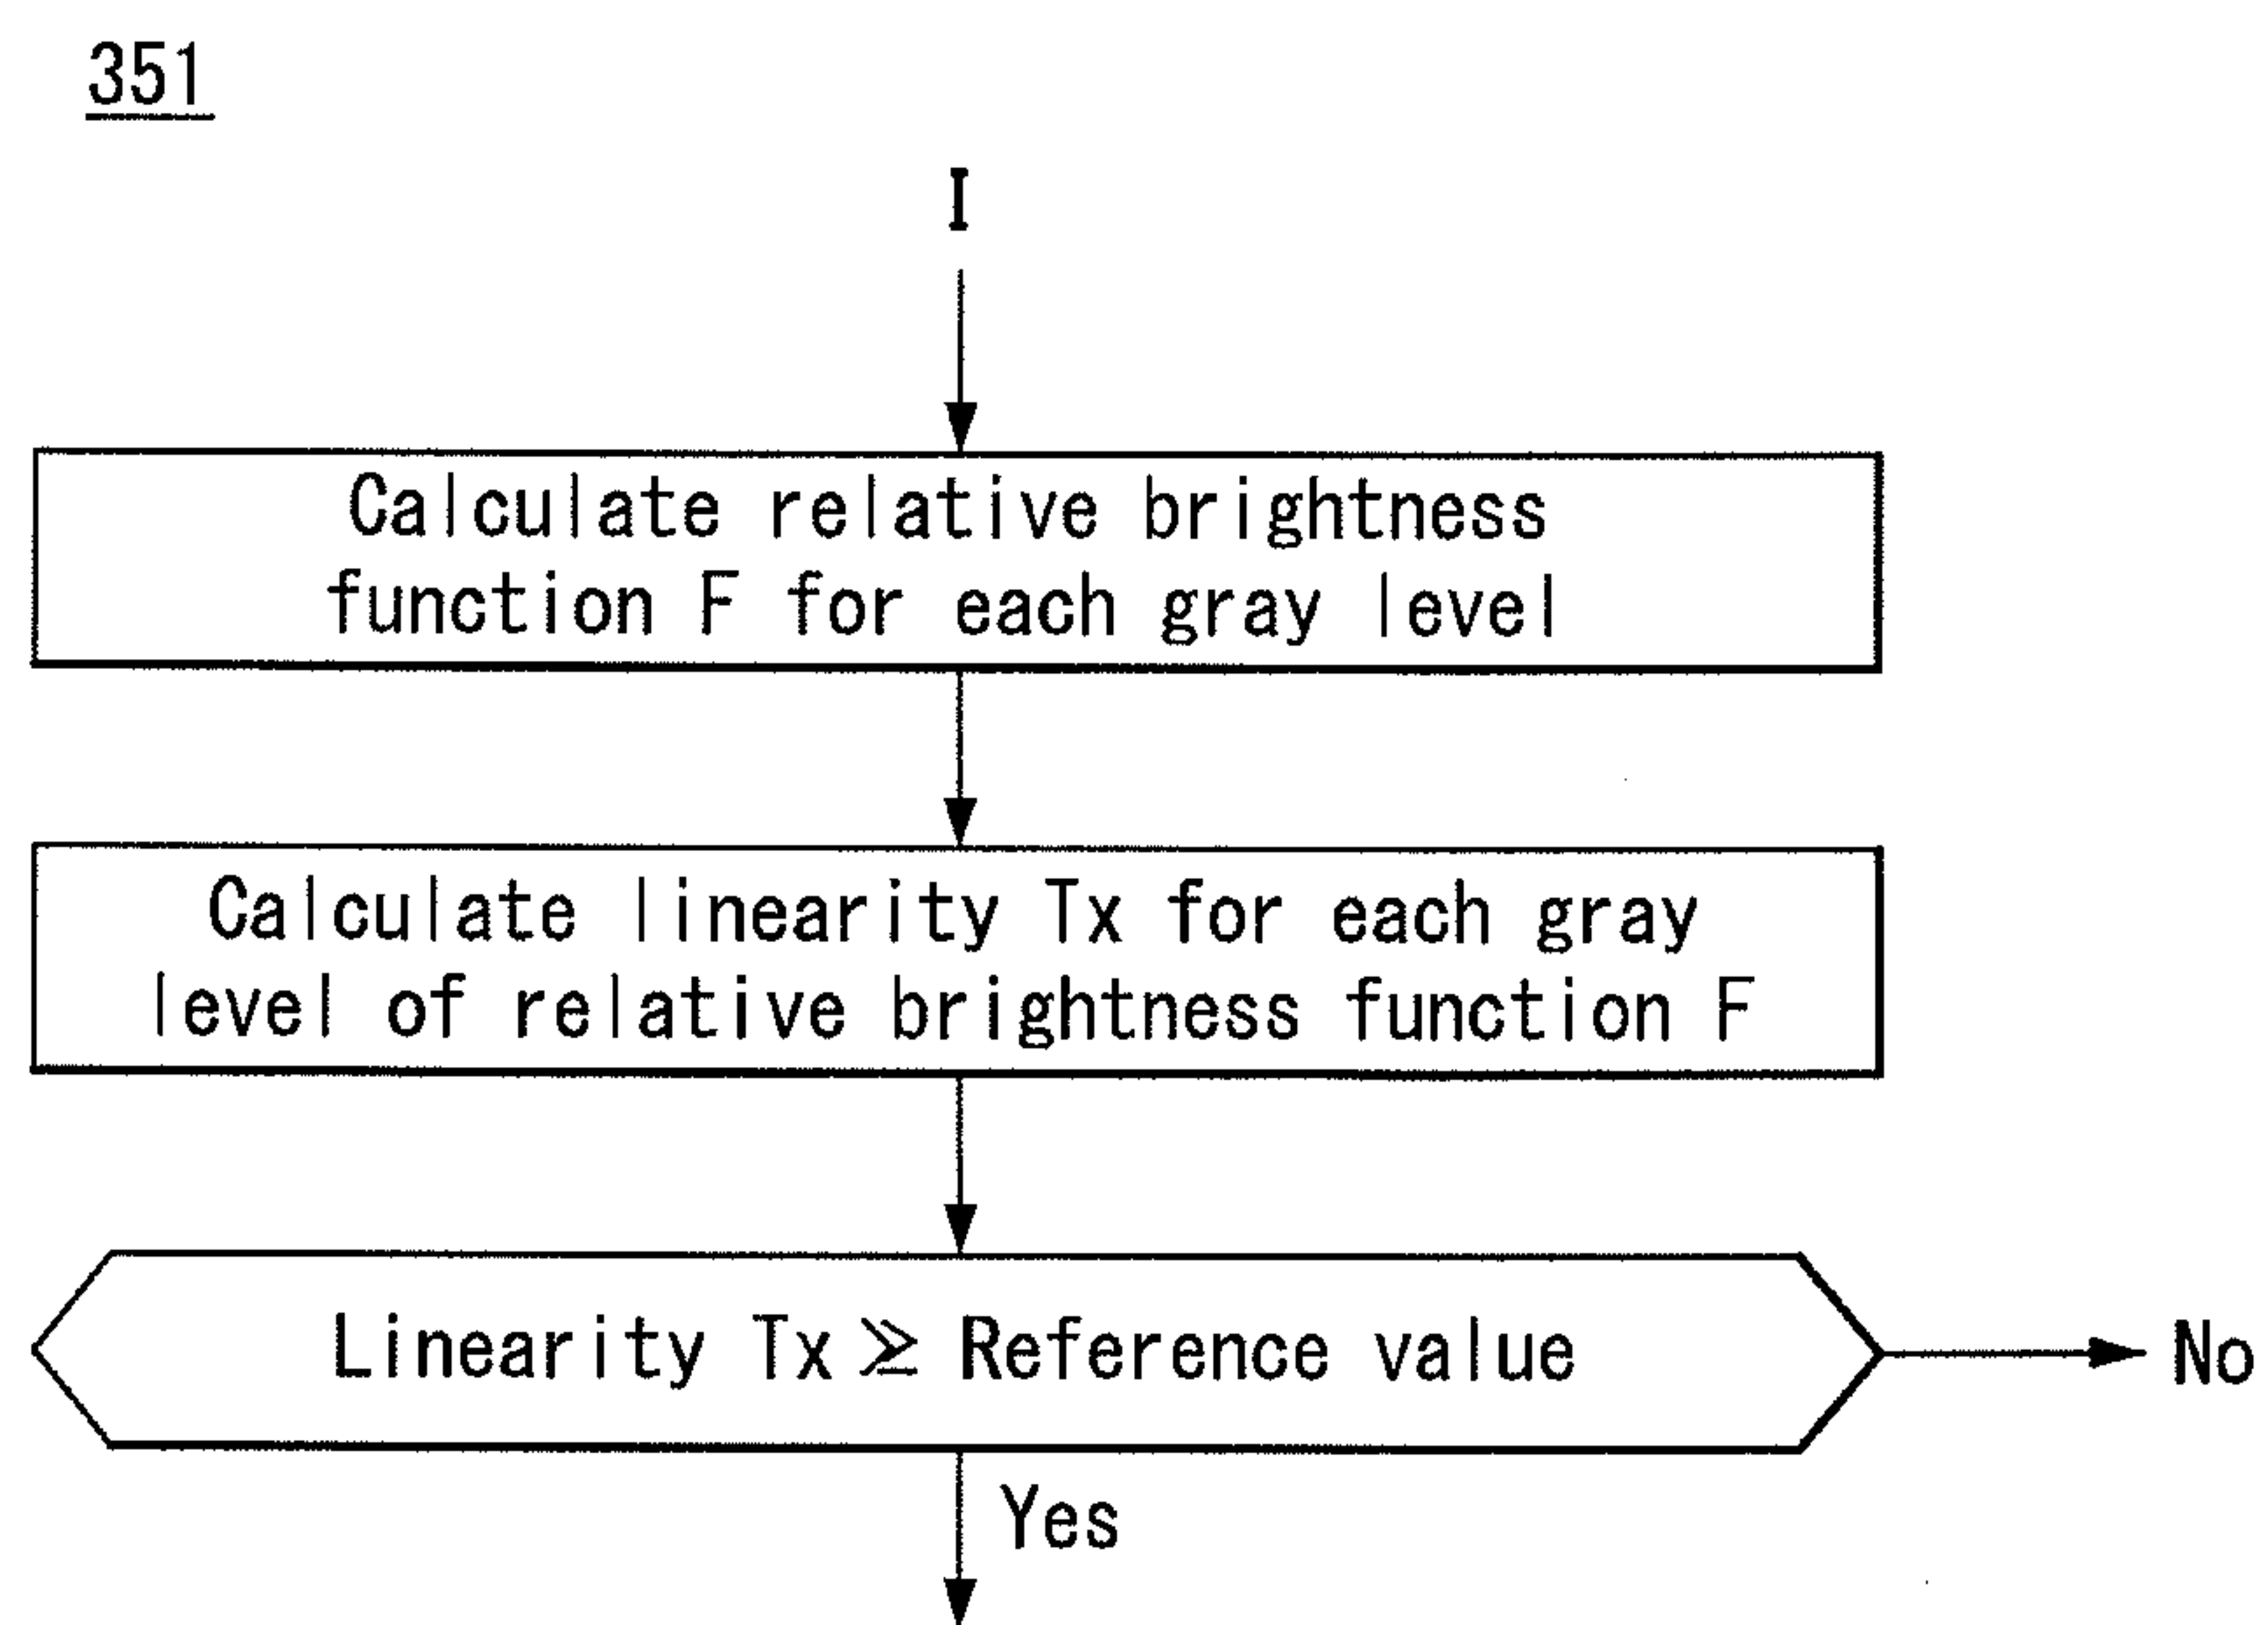 351
I
Calculate relative brightness
function F for each gray level
Calculate linearity Tx for each gray
level of relative brightness function F
Linearity Tx ≥ Reference value
No
Yes